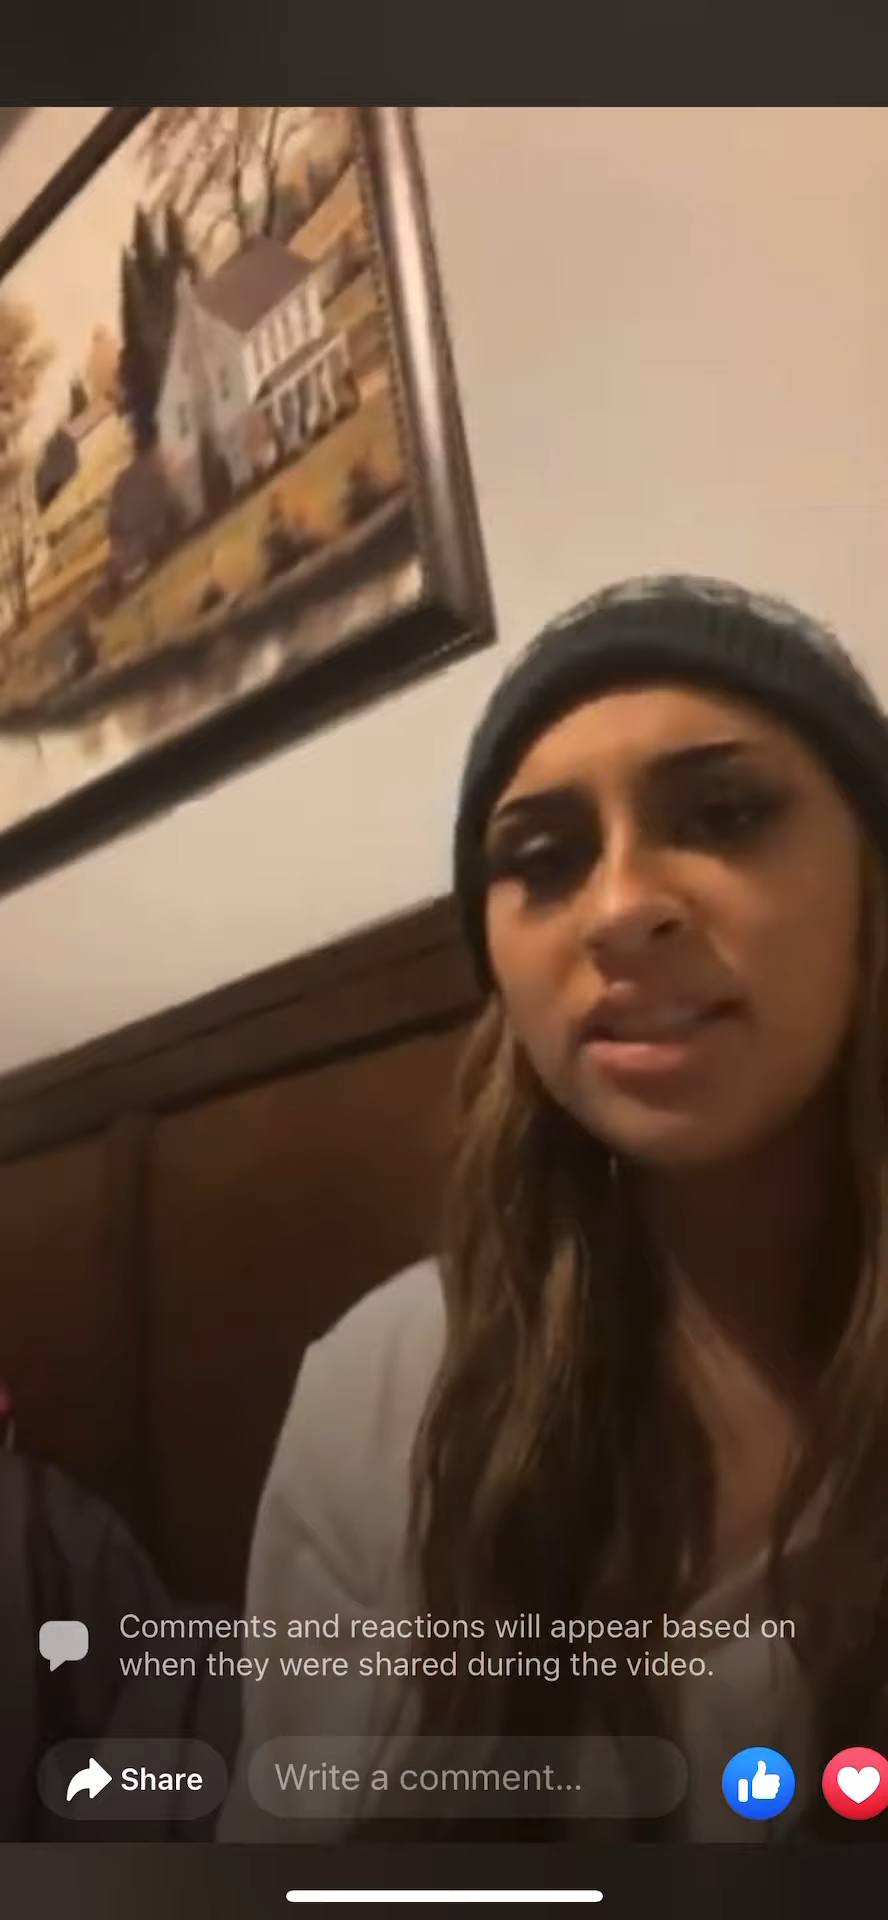 Comments and reactions will appear based on
when they were shared during the video.
Share
Write a comment...